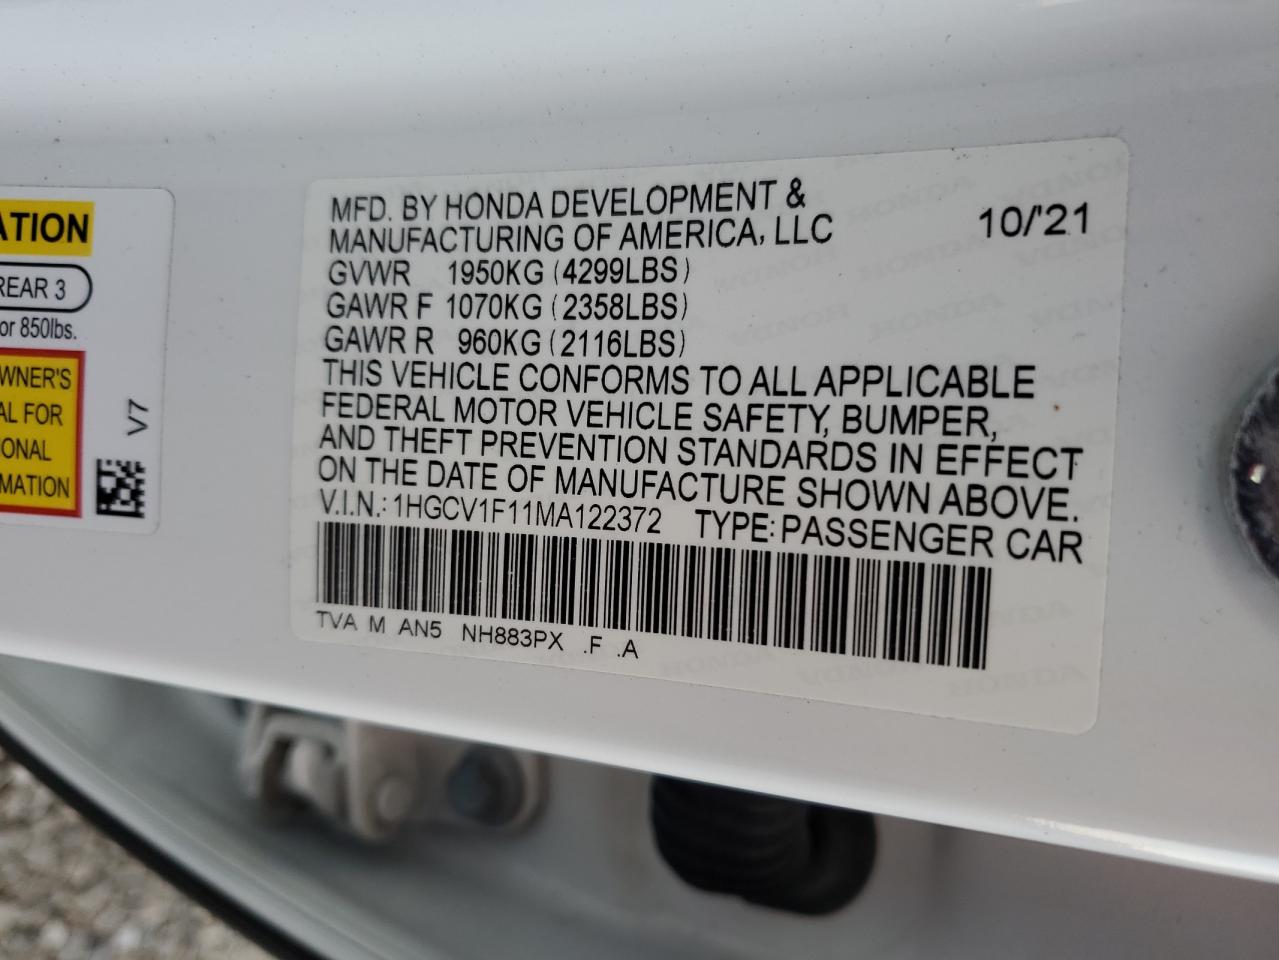 ATION
REAR 3
or 850lbs.
WNER'S
AL FOR
ONAL
MATION
V7
MFD. BY HONDA DEVELOPMENT &
MANUFACTURING OF AMERICA, LLC 10/'21
GVWR 1950KG (4299LBS)
GAWR F 1070KG (2358LBS)
GAWR R 960KG (2116LBS)
THIS VEHICLE CONFORMS TO ALL APPLICABLE
FEDERAL MOTOR VEHICLE SAFETY, BUMPER,
AND THEFT PREVENTION STANDARDS IN EFFECT
ON THE DATE OF MANUFACTURE SHOWN ABOVE.
V.I.N.: 1HGCV1F11MA122372 TYPE: PASSENGER CAR
TVA M AN5 NH883PX .F .A